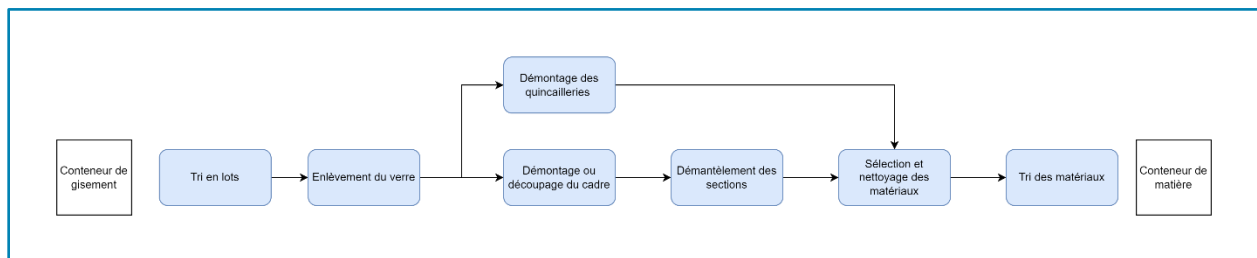 Démontage des
quincailleries
Conteneur de
gisement
Tri en lots
Enlèvement du verre
Démontage ou
découpage du cadre
Démantèlement des
sections
Sélection et
nettoyage des
matériaux
Tri des matériaux
Conteneur de
matière